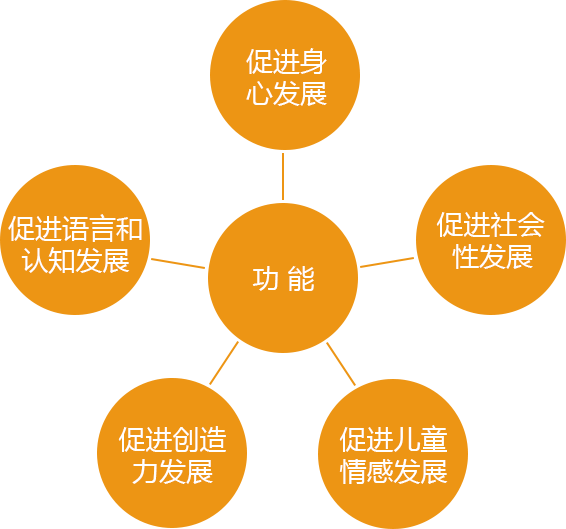 促进身
心发展
促进语言和
认知发展
促进社会
性发展
功 能
促进创造
力发展
促进儿童
情感发展